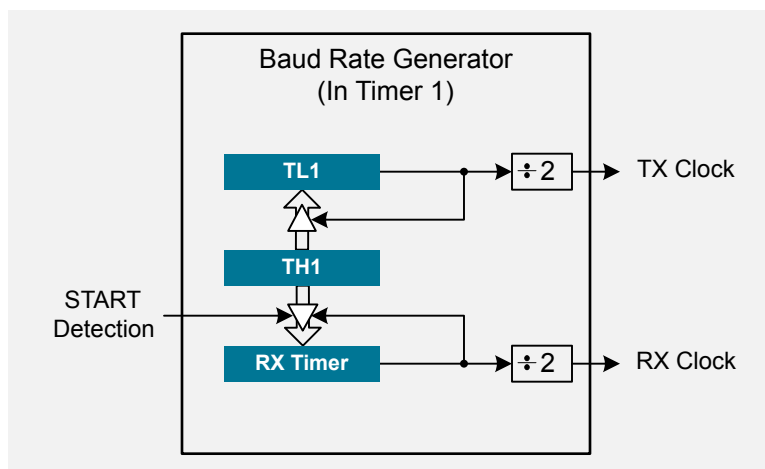 Baud Rate Generator
(In Timer 1)
TL1
÷2
TX Clock
TH1
START
Detection
RX Timer
÷2
RX Clock